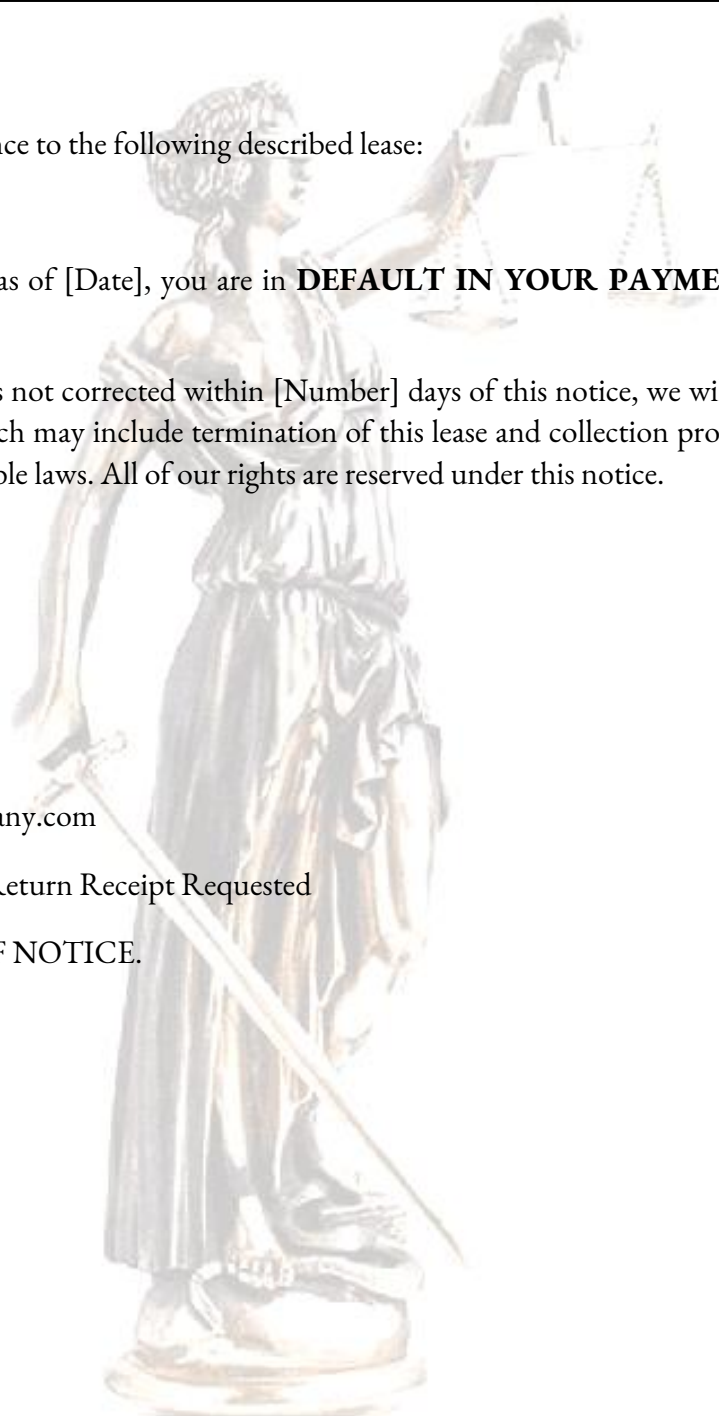 nce to the following described lease:
as of [Date], you are in DEFAULT IN YOUR PAYME
s not corrected within [Number] days of this notice, we wi
ch may include termination of this lease and collection pro
ble laws. All of our rights are reserved under this notice.
any.com
Return Receipt Requested
F NOTICE.